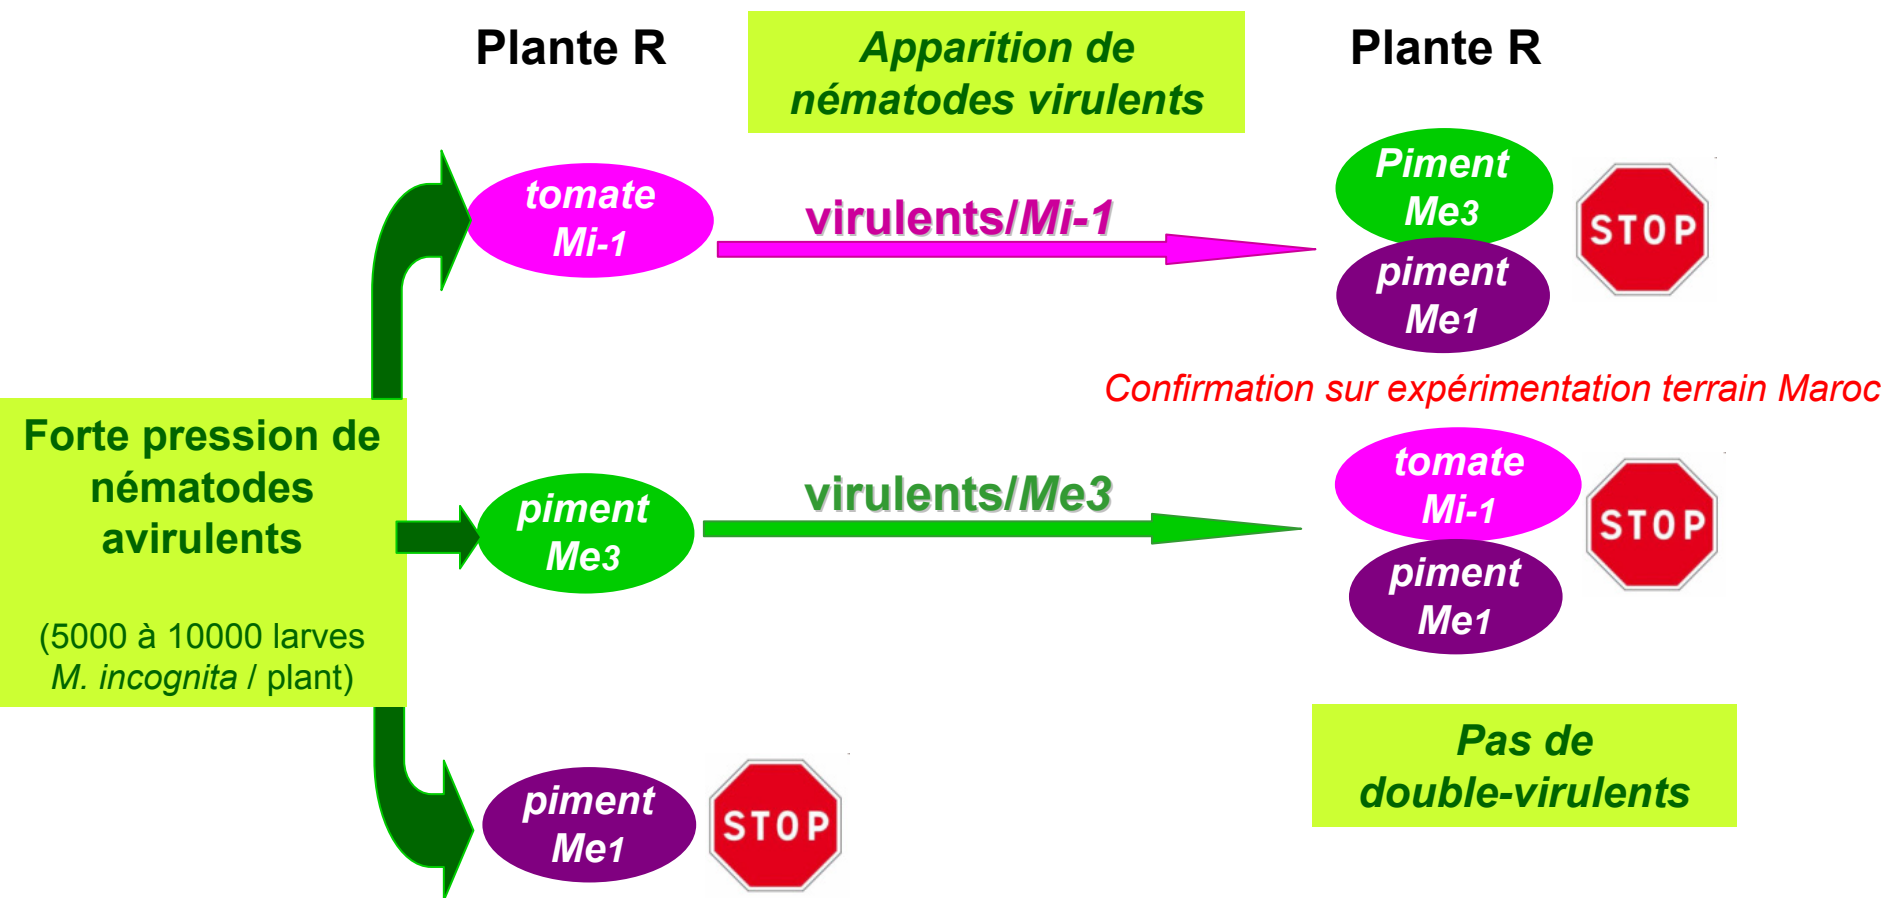 Plante R
Apparition de
nématodes virulents
Plante R
tomate
Mi-1
virulents/Mi-1
Piment
Me3
piment
Me1
STOP
Confirmation sur expérimentation terrain Maroc
Forte pression de
nématodes
avirulents
(5000 à 10000 larves
M. incognita / plant)
piment
Me3
virulents/Me3
tomate
Mi-1
piment
Me1
STOP
piment
Me1
STOP
Pas de
double-virulents